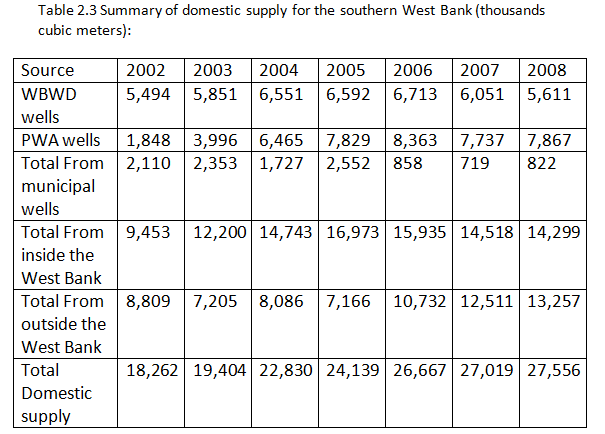 Table 2.3 Summary of domestic supply for the southern West Bank (thousands
cubic meters):
Source 2002 2003 2004 2005 2006 2007 2008
WBWD 5,494 5,851 6,551 6,592 6,713 6,051 5,611
wells
PWA wells 1,848 3,996 6,465 7,829 8,363 7,737 7,867
Total From 2,110 2,353 1,727 2,552 858 719 822
municipal
wells
Total From 9,453 12,200 14,743 16,973 15,935 14,518 14,299
inside the
West Bank
Total From 8,809 7,205 8,086 7,166 10,732 12,511 13,257
outside the
West Bank
Total 18,262 19,404 22,830 24,139 26,667 27,019 27,556
Domestic
supply